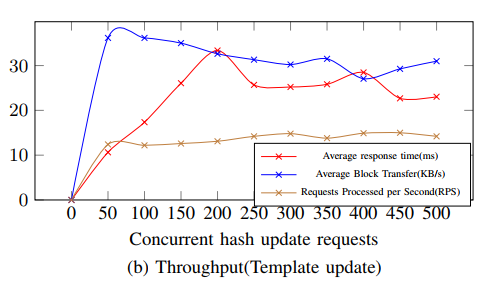 30
20
10
0
Average response time(ms)
Average Block Transfer(KB/s)
Requests Processed per Second(RPS)
0 50 100 150 200 250 300 350 400 450 500
Concurrent hash update requests
(b) Throughput(Template update)